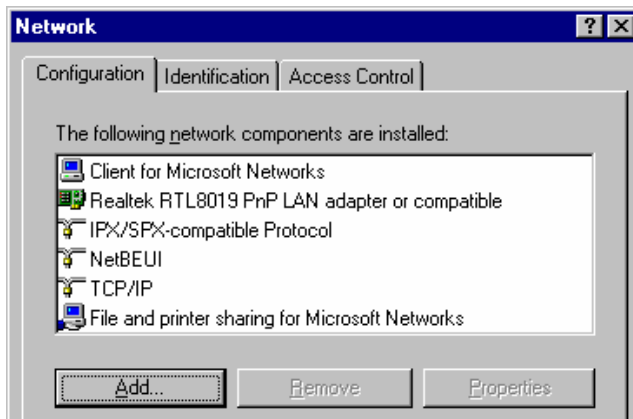 Network
Configuration Identification Access Control
The following network components are installed:
Client for Microsoft Networks
Realtek RTL8019 PnP LAN adapter or compatible
IPX/SPX-compatible Protocol
NetBEUI
TCP/IP
File and printer sharing for Microsoft Networks
Add... Remove Properties